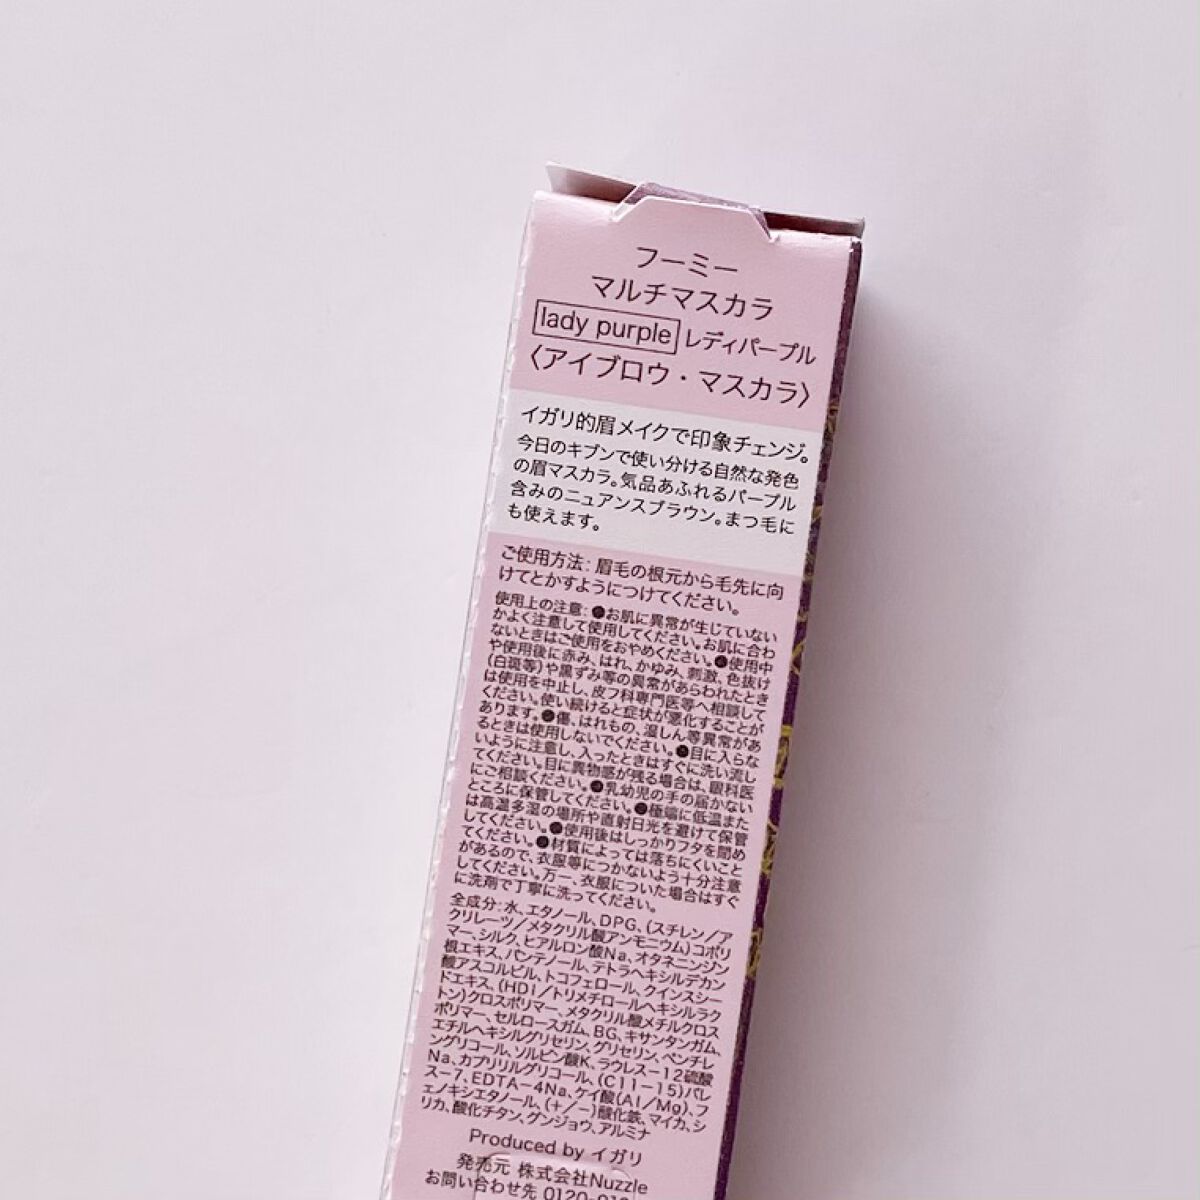 フーミー
マルチマスカラ
lady purple レディパープル
〈アイブロウ・マスカラ〉
イガリ的眉メイクで印象チェンジ。
今日のキブンで使い分ける自然な発色
の眉マスカラ。気品あふれるパープル
含みのニュアンスブラウン。まつ毛に
も使えます。
ご使用方法:眉毛の根元から毛先に向
けてとかすようにつけてください。
使用上の注意:●お肌に異常が生じていない
かよく注意して使用してください。お肌に合わ
ないときはご使用をおやめください。●使用中
や使用後に赤み、はれ、かゆみ、刺激、色抜け
(白斑等)や黒ずみ等の異常があらわれたとき
は使用を中止し、皮フ科専門医等へ相談して
ください。使い続けると症状が悪化することが
あります。●傷、はれもの、湿しん等異常があ
るときは使用しないでください。●目に入らな
いように注意し、入ったときはすぐに洗い流し
てください。目に異物感が残る場合は、眼科医
にご相談ください。●乳幼児の手の届かない
ところに保管してください。●極端に低温また
は高温多湿の場所や直射日光を避けて保管
してください。●使用後はしっかりフタを閉め
てください。●材質によっては落ちにくいこと
があるので、衣服等につかないよう十分注意
してください。万一、衣服についた場合はすぐ
に洗剤で丁寧に洗ってください。
全成分:水、エタノール、DPG、(スチレン/ア
クリレーツ/メタクリル酸アンモニウム)コポリ
マー、シルク、ヒアルロン酸Na、オタネニンジン
根エキス、パンテノール、テトラヘキシルデカン
酸アスコルビル、トコフェロール、クインスシー
ドエキス、(HDI/トリメチロールヘキシルラク
トン)クロスポリマー、メタクリル酸メチルクロス
ポリマー、セルロースガム、BG、キサンタンガム、
エチルヘキシルグリセリン、グリセリン、ペンチレ
ングリコール、ソルビン酸K、ラウレス-12硫酸
Na、カプリリルグリコール、(C11-15)パレ
ス-7、EDTA-4Na、ケイ酸(Al/Mg)、フ
ェノキシエタノール、(+/-)酸化鉄、マイカ、シ
リカ、酸化チタン、グンジョウ、アルミナ
Produced by イガリ
発売元 株式会社Nuzzle
お問い合わせ先 0120-91